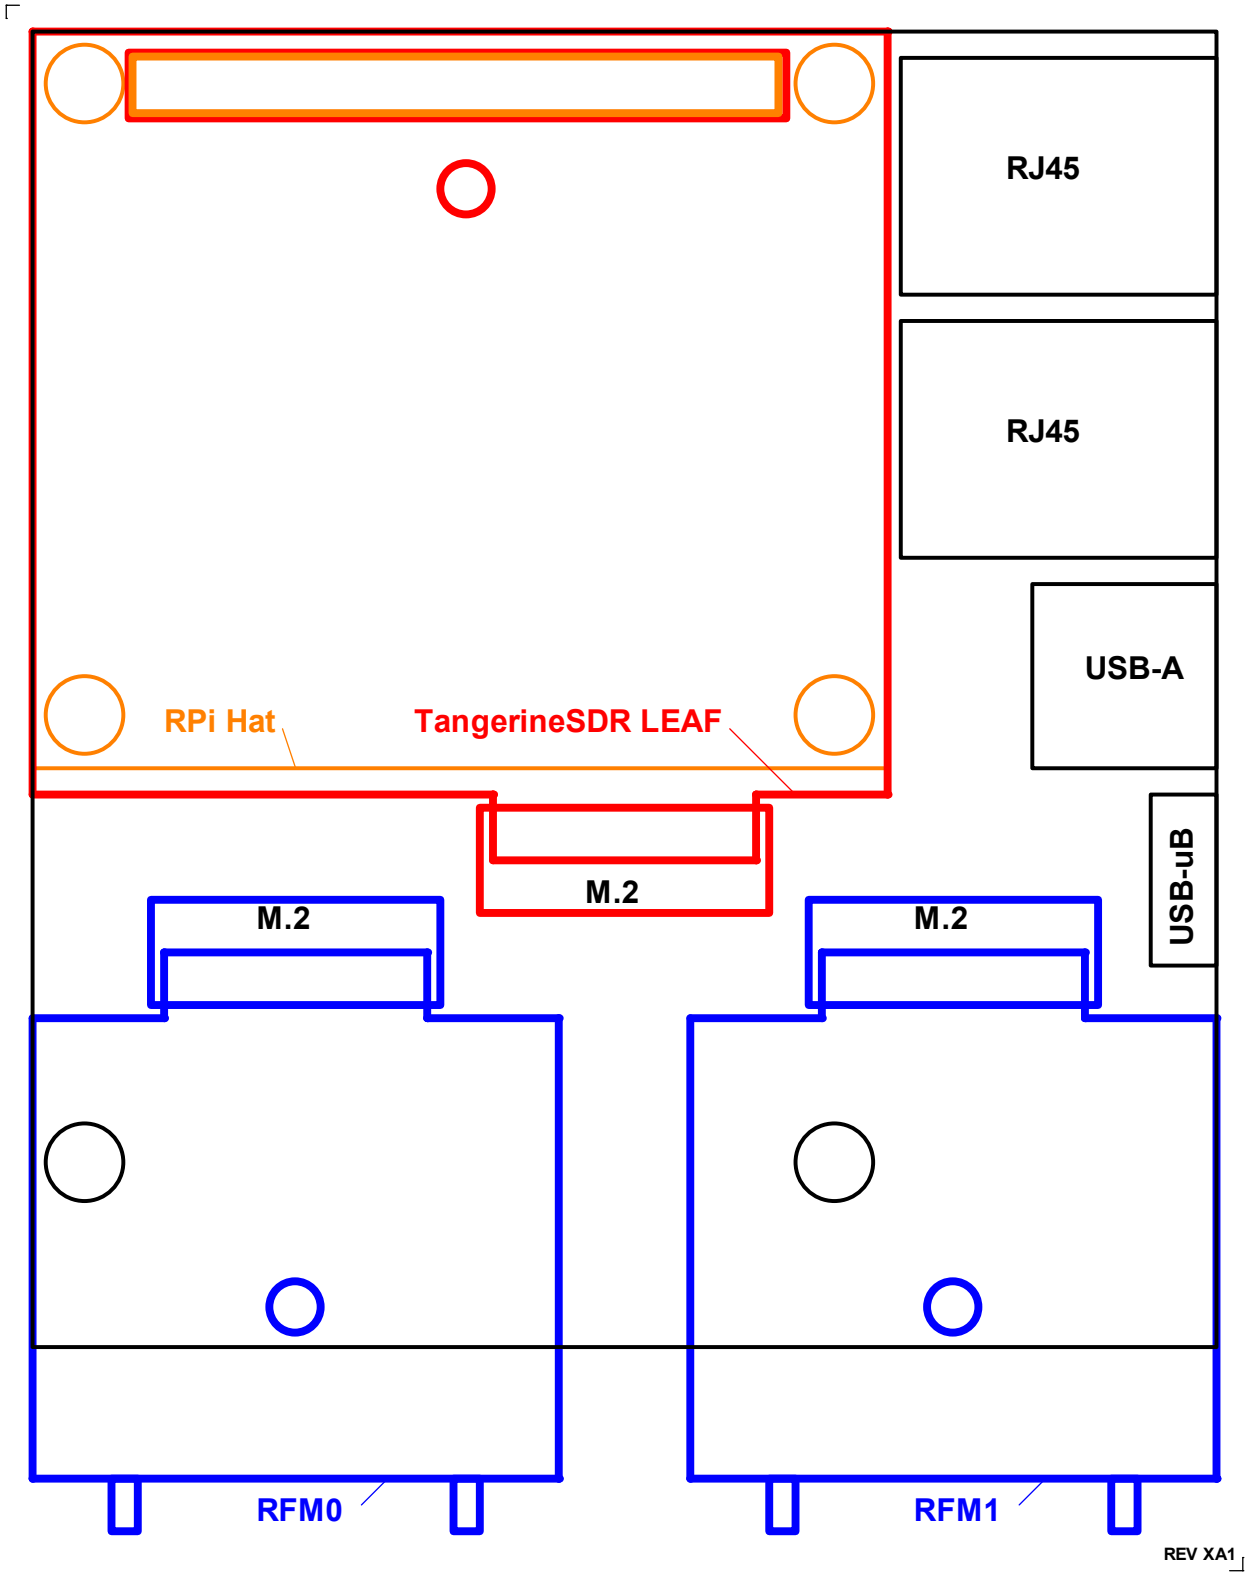 RJ45
RJ45
USB-A
RPi Hat
TangerineSDR LEAF
USB-uB
M.2
M.2
M.2
RFM0
RFM1
REV XA1